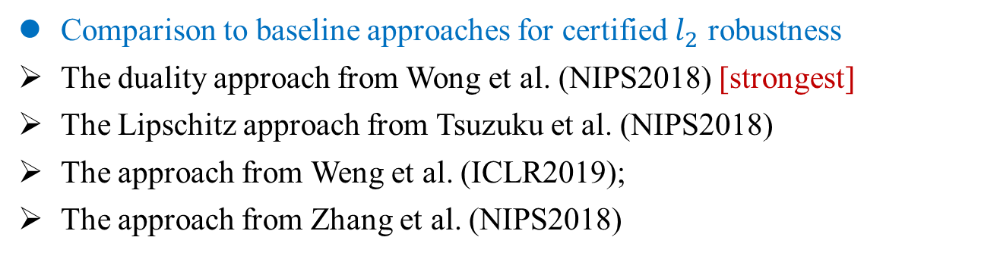 ● Comparison to baseline approaches for certified l₂ robustness
➢ The duality approach from Wong et al. (NIPS2018) [strongest]
➢ The Lipschitz approach from Tsuzuku et al. (NIPS2018)
➢ The approach from Weng et al. (ICLR2019);
➢ The approach from Zhang et al. (NIPS2018)